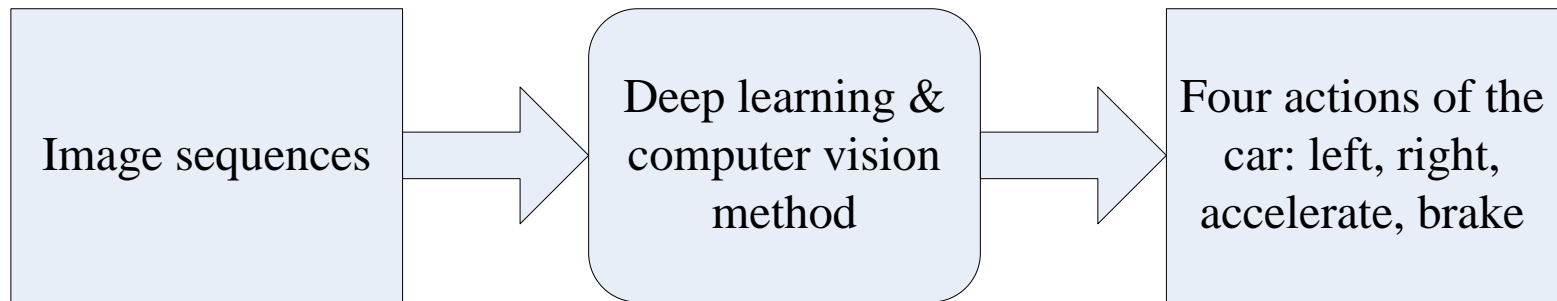 Image sequences
Deep learning &
computer vision
method
Four actions of the
car: left, right,
accelerate, brake